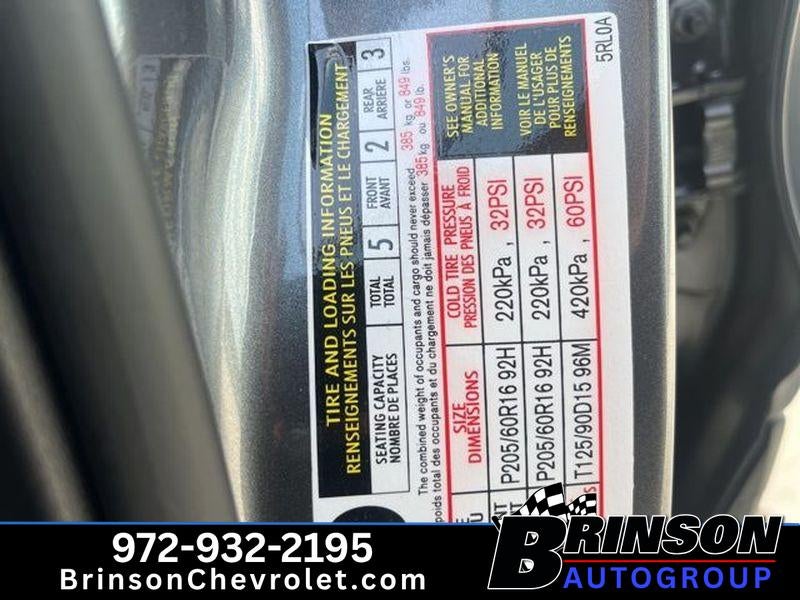 TIRE AND LOADING INFORMATION
RENSEIGNEMENTS SUR LES PNEUS ET LE CHARGEMENT
SEATING CAPACITY
NOMBRE DE PLACES
TOTAL
TOTAL
5
FRONT
AVANT
2
REAR
ARRIÈRE
3
The combined weight of occupants and cargo should never exceed 385 kg or 849 lbs.
poids total des occupants et du chargement ne doit jamais dépasser 385 kg ou 849 lb.
SIZE
DIMENSIONS
COLD TIRE PRESSURE
PRESSION DES PNEUS À FROID
P205/60R16 92H 220kPa , 32PSI
P205/60R16 92H 220kPa , 32PSI
T125/90D15 96M 420kPa , 60PSI
SEE OWNER'S
MANUAL FOR
ADDITIONAL
INFORMATION
VOIR LE MANUEL
DE L'USAGER
POUR PLUS DE
RENSEIGNEMENTS
5RL0A
972-932-2195
BrinsonChevrolet.com
BRINSON
AUTOGROUP